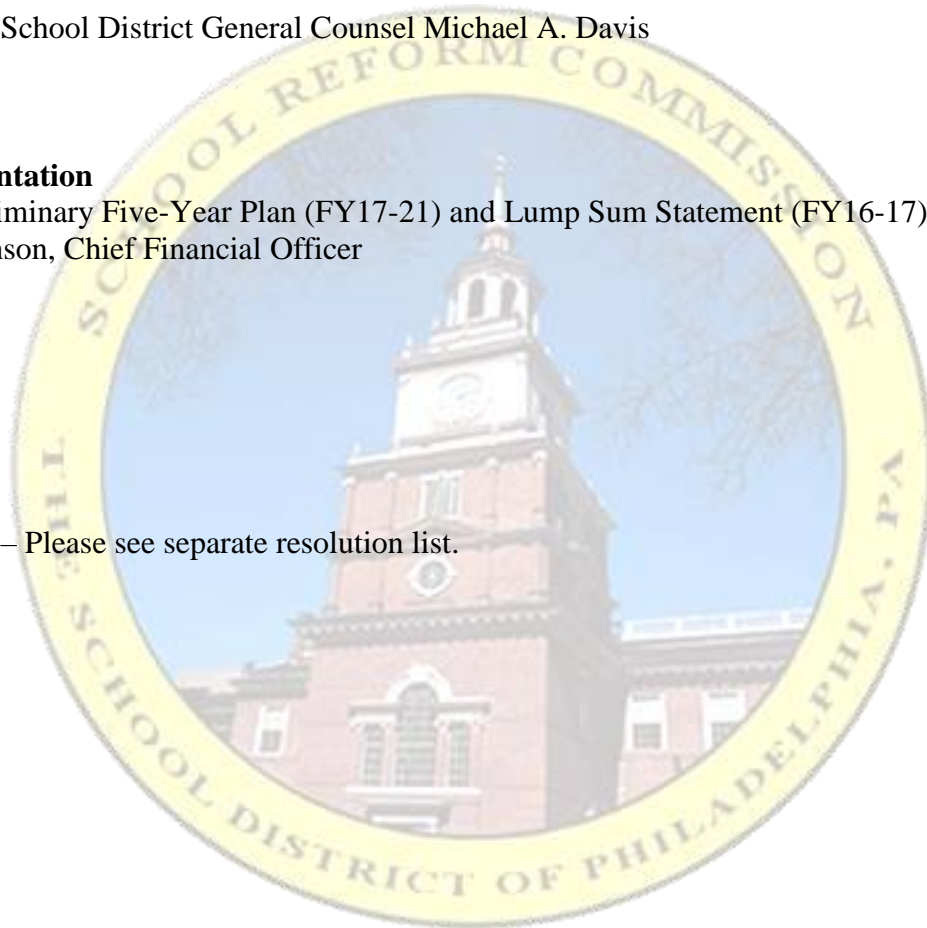 School District General Counsel Michael A. Davis
ntation
iminary Five-Year Plan (FY17-21) and Lump Sum Statement (FY16-17)
nson, Chief Financial Officer
– Please see separate resolution list.
SCHOOL REFORM COMMISSION
THE SCHOOL DISTRICT OF PHILADELPHIA, PA